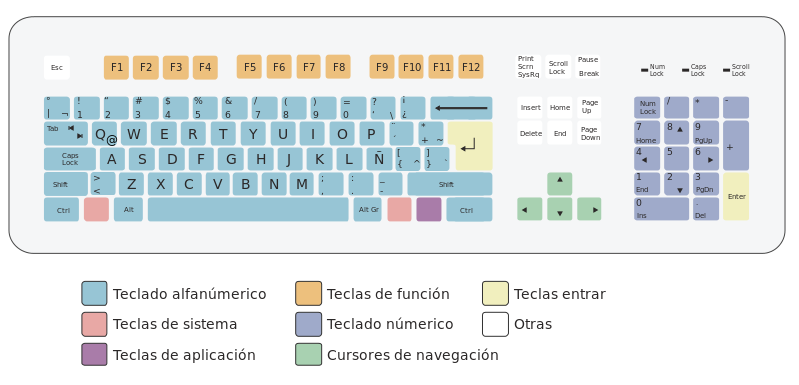 Esc F1 F2 F3 F4 F5 F6 F7 F8 F9 F10 F11 F12 Print Scrn SysRq Scroll Lock Pause Break Num Lock Caps Lock Scroll Lock
° | ¬ ! 1 " 2 # 3 $ 4 % 5 & 6 / 7 ( 8 ) 9 = 0 ? ' \ ¡ ¿ Insert Home Page Up Num Lock / * -
Tab Q @ W E R T Y U I O P ¨ ´ * + ~ Delete End Page Down 7 Home 8 9 PgUp +
Caps Lock A S D F G H J K L Ñ [ { ^ ] } ` 4 5 6
Shift > < Z X C V B N M ; , : . _ - Shift 1 End 2 3 PgDn Enter
Ctrl Alt Alt Gr Ctrl 0 Ins . Del
Teclado alfanúmerico Teclas de función Teclas entrar
Teclas de sistema Teclado númerico Otras
Teclas de aplicación Cursores de navegación